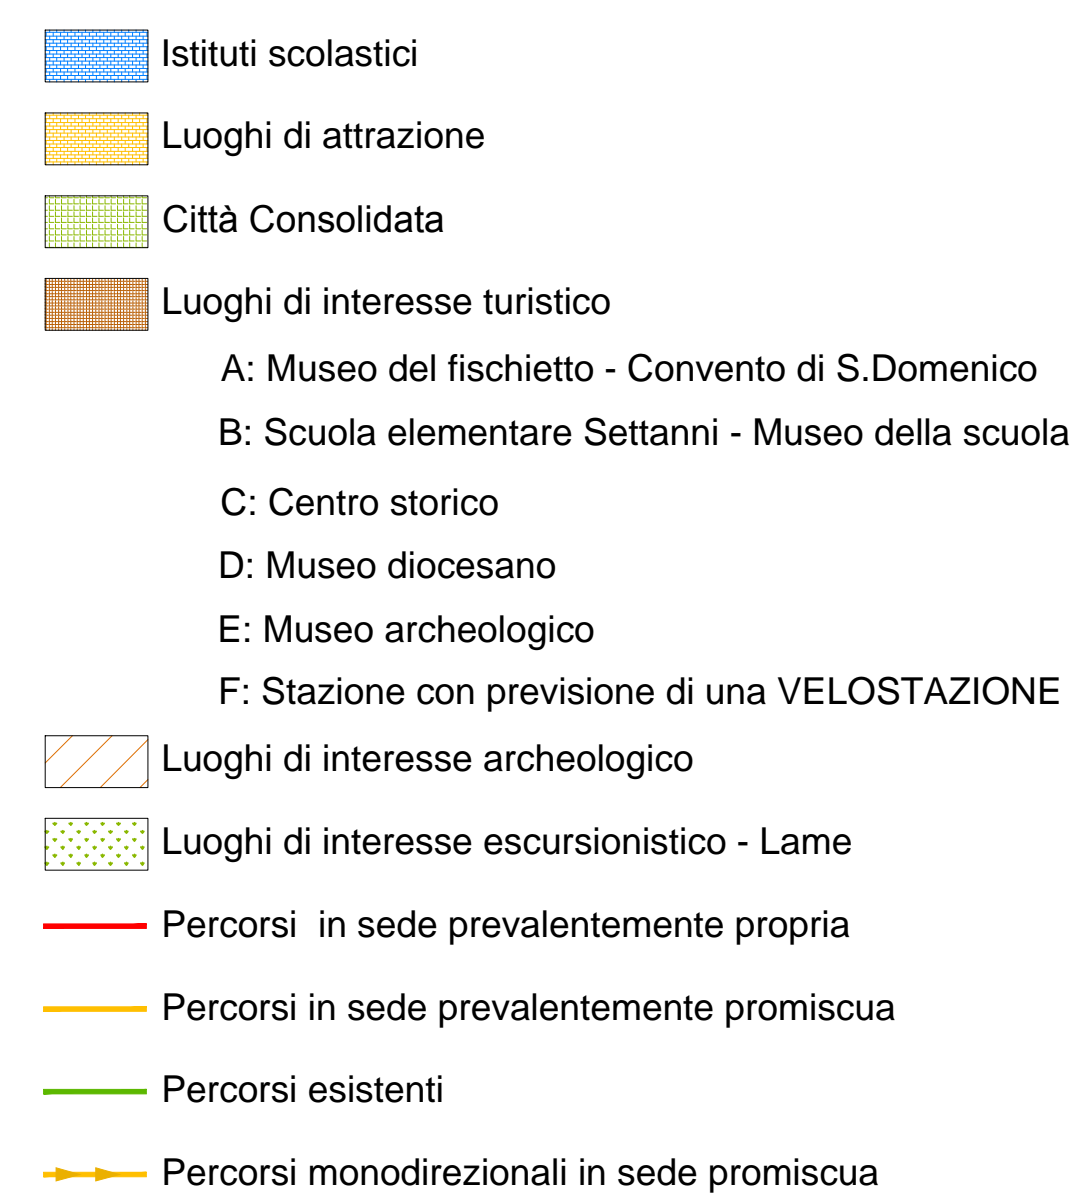 Istituti scolastici
Luoghi di attrazione
Città Consolidata
Luoghi di interesse turistico
A: Museo del fischietto - Convento di S.Domenico
B: Scuola elementare Settanni - Museo della scuola
C: Centro storico
D: Museo diocesano
E: Museo archeologico
F: Stazione con previsione di una VELOSTAZIONE
Luoghi di interesse archeologico
Luoghi di interesse escursionistico - Lame
Percorsi  in sede prevalentemente propria
Percorsi in sede prevalentemente promiscua
Percorsi esistenti
Percorsi monodirezionali in sede promiscua